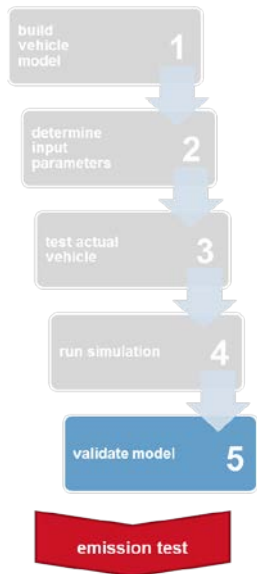 build
vehicle
model
1
determine
input
parameters
2
test actual
vehicle
3
run simulation
4
validate model
5
emission test